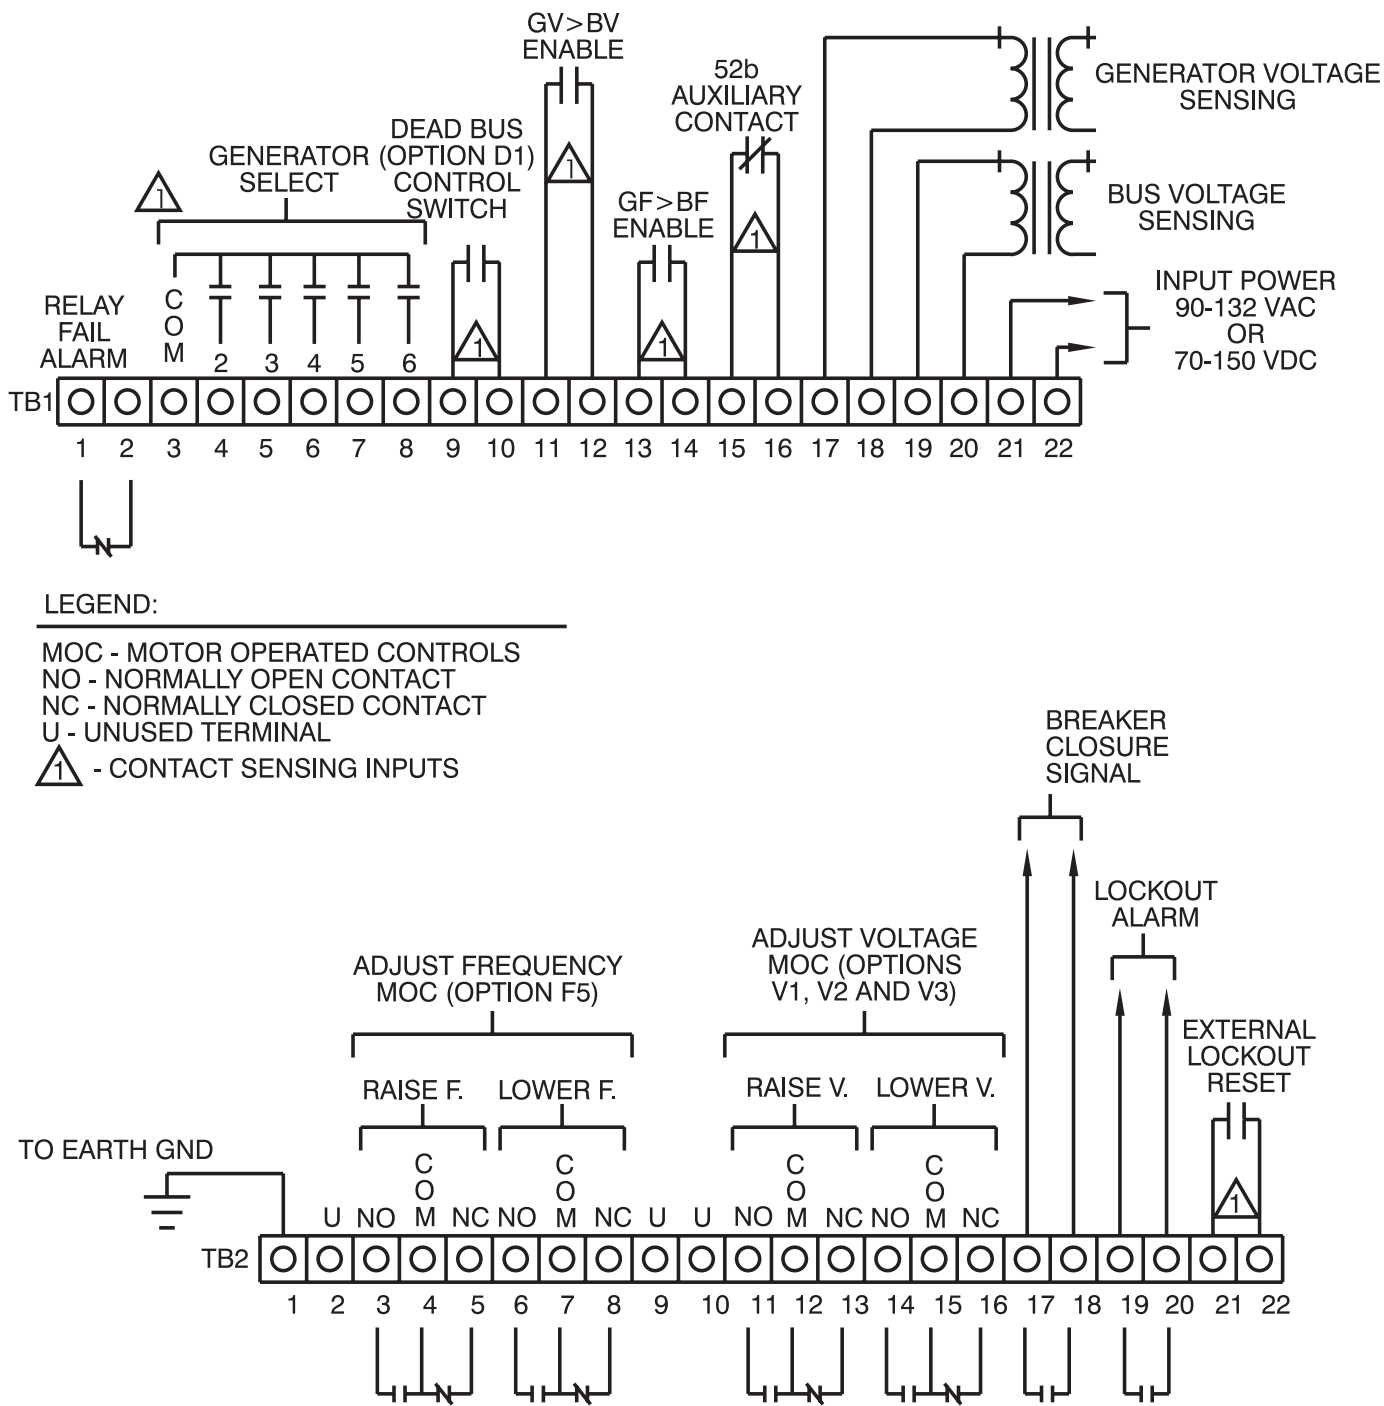 GV>BV
ENABLE
52b
AUXILIARY
CONTACT
GENERATOR VOLTAGE
SENSING
DEAD BUS
(OPTION D1)
CONTROL
SWITCH
GENERATOR
SELECT
1
1
GF>BF
ENABLE
1
BUS VOLTAGE
SENSING
INPUT POWER
90-132 VAC
OR
70-150 VDC
RELAY
FAIL
ALARM
COM
2 3 4 5 6
1
1
TB1
1 2 3 4 5 6 7 8 9 10 11 12 13 14 15 16 17 18 19 20 21 22
LEGEND:
MOC - MOTOR OPERATED CONTROLS
NO - NORMALLY OPEN CONTACT
NC - NORMALLY CLOSED CONTACT
U - UNUSED TERMINAL
1 - CONTACT SENSING INPUTS
BREAKER
CLOSURE
SIGNAL
LOCKOUT
ALARM
ADJUST FREQUENCY
MOC (OPTION F5)
ADJUST VOLTAGE
MOC (OPTIONS
V1, V2 AND V3)
EXTERNAL
LOCKOUT
RESET
RAISE F. LOWER F.
RAISE V. LOWER V.
TO EARTH GND
U NO COM NC NO COM NC U U NO COM NC NO COM NC
1
TB2
1 2 3 4 5 6 7 8 9 10 11 12 13 14 15 16 17 18 19 20 21 22